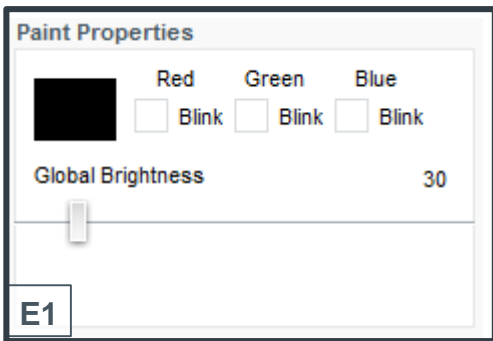 Paint Properties
Red Green Blue
Blink Blink Blink
Global Brightness 30
E1